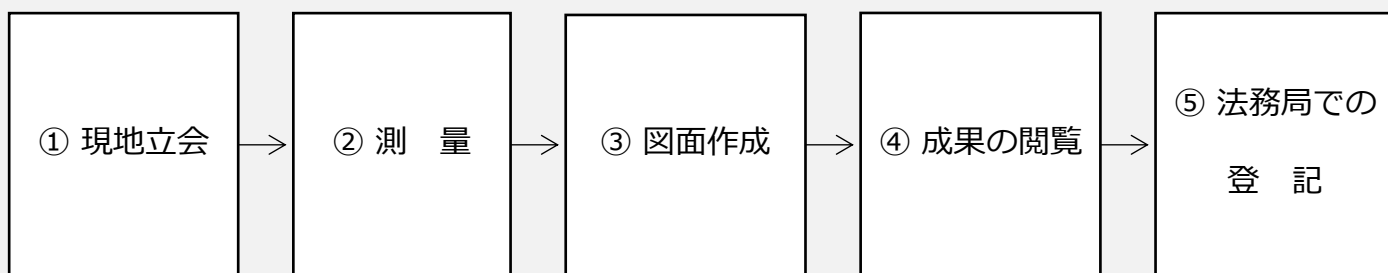 ① 現地立会
② 測　量
③ 図面作成
④ 成果の閲覧
⑤ 法務局での
登　記